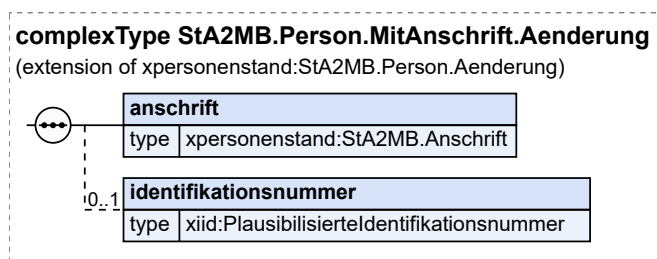 complexType StA2MB.Person.MitAnschrift.Aenderung
(extension of xpersonenstand:StA2MB.Person.Aenderung)
anschrift
type xpersonenstand:StA2MB.Anschrift
0..1
identifikationsnummer
type xiid:PlausibilisierteIdentifikationsnummer